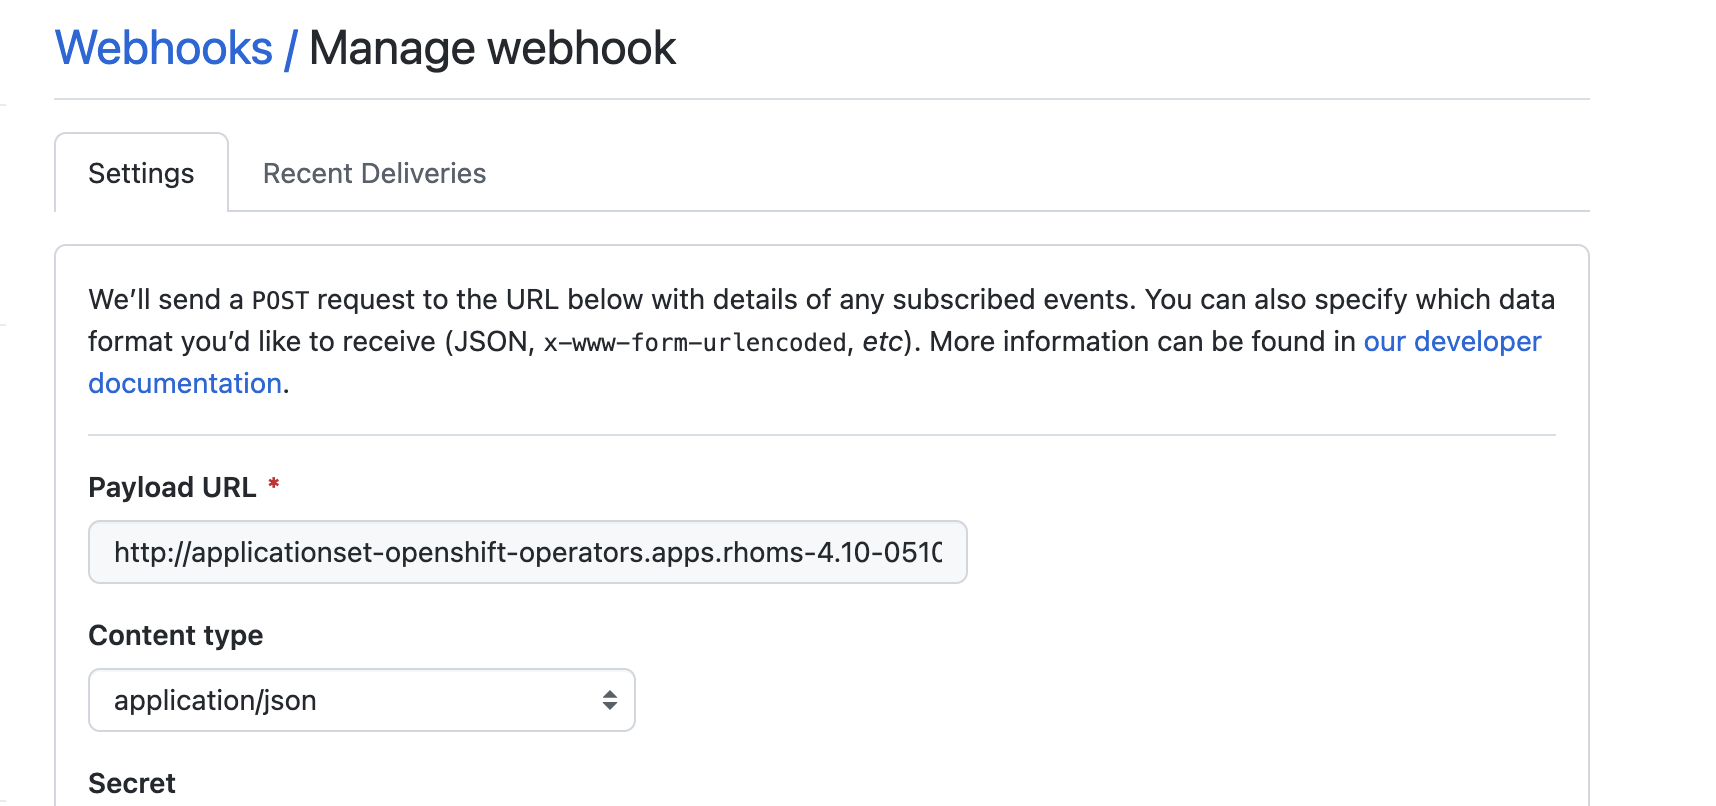 Webhooks / Manage webhook
Settings
Recent Deliveries
We’ll send a POST request to the URL below with details of any subscribed events. You can also specify which data
format you’d like to receive (JSON, x-www-form-urlencoded, etc). More information can be found in our developer
documentation.
Payload URL *
http://applicationset-openshift-operators.apps.rhoms-4.10-0510
Content type
application/json
Secret